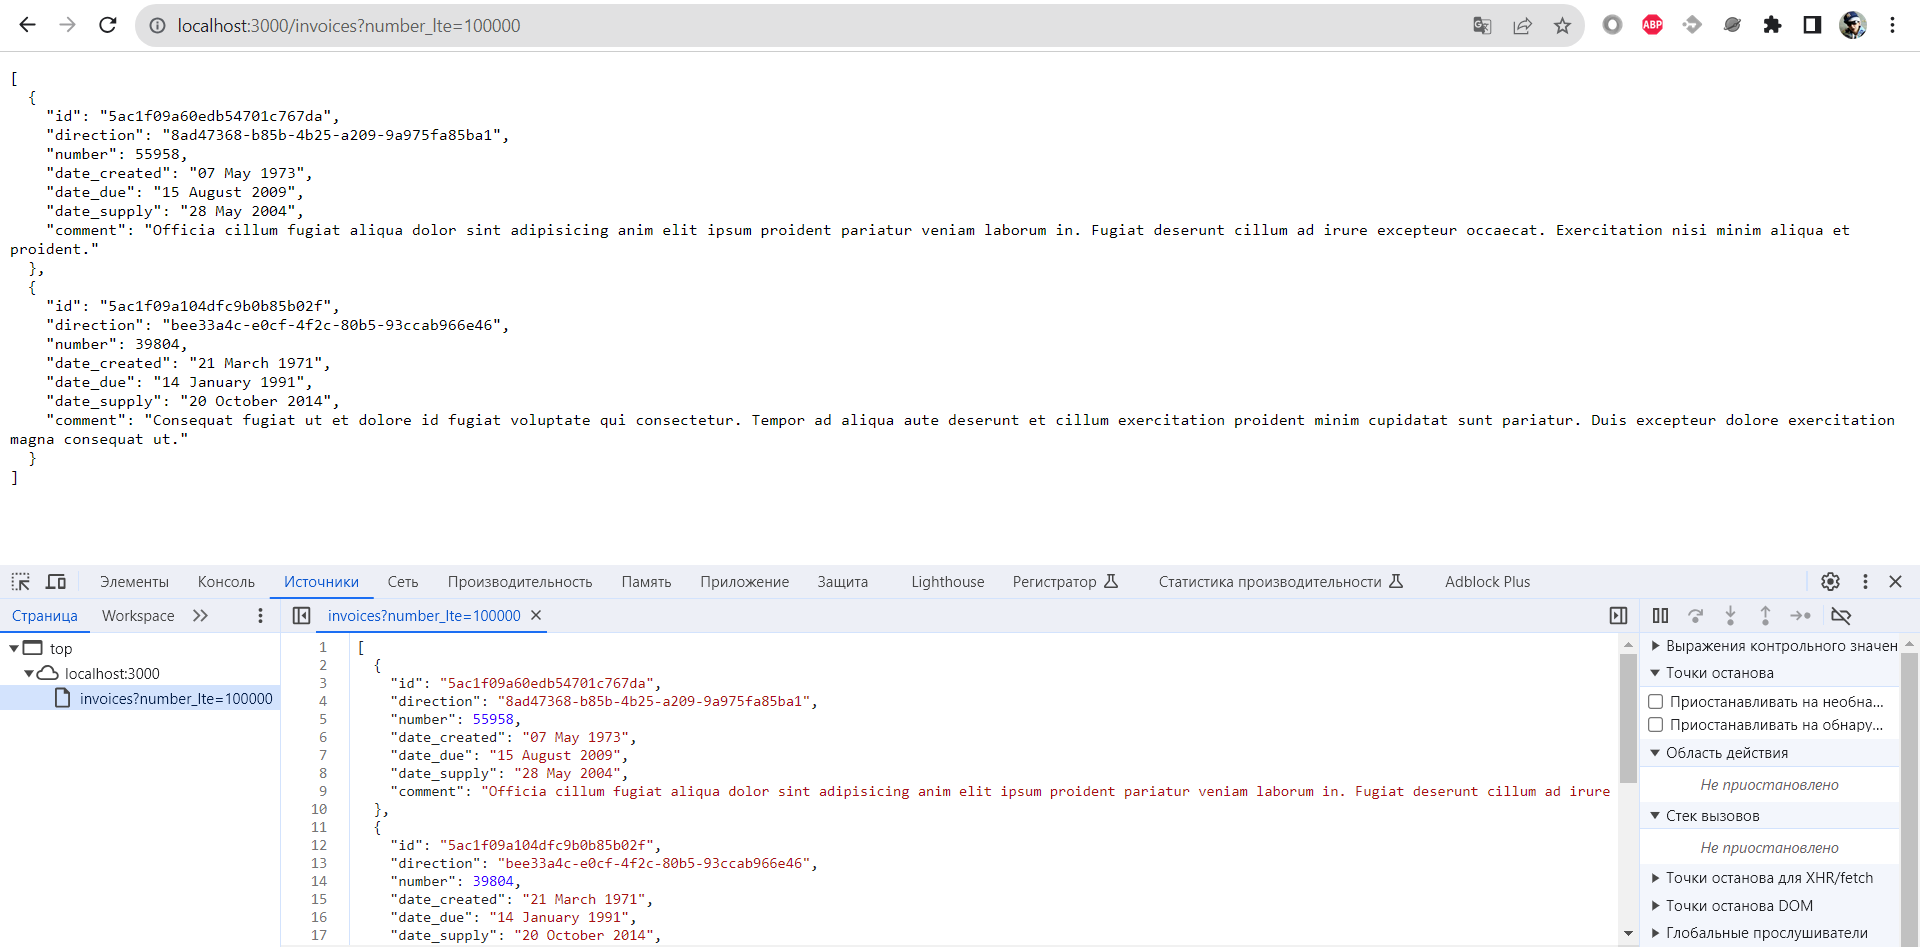 localhost:3000/invoices?number_lte=100000
ABP
[
{
"id": "5ac1f09a60edb54701c767da",
"direction": "8ad47368-b85b-4b25-a209-9a975fa85ba1",
"number": 55958,
"date_created": "07 May 1973",
"date_due": "15 August 2009",
"date_supply": "28 May 2004",
"comment": "Officia cillum fugiat aliqua dolor sint adipisicing anim elit ipsum proident pariatur veniam laborum in. Fugiat deserunt cillum ad irure excepteur occaecat. Exercitation nisi minim aliqua et
proident."
},
{
"id": "5ac1f09a104dfc9b0b85b02f",
"direction": "bee33a4c-e0cf-4f2c-80b5-93ccab966e46",
"number": 39804,
"date_created": "21 March 1971",
"date_due": "14 January 1991",
"date_supply": "20 October 2014",
"comment": "Consequat fugiat ut et dolore id fugiat voluptate qui consectetur. Tempor ad aliqua aute deserunt et cillum exercitation proident minim cupidatat sunt pariatur. Duis excepteur dolore exercitation
magna consequat ut."
}
]
Элементы Консоль Источники Сеть Производительность Память Приложение Защита Lighthouse Регистратор Статистика производительности Adblock Plus
Страница Workspace
invoices?number_lte=100000
top
localhost:3000
invoices?number_lte=100000
1 [
2 {
3 "id": "5ac1f09a60edb54701c767da",
4 "direction": "8ad47368-b85b-4b25-a209-9a975fa85ba1",
5 "number": 55958,
6 "date_created": "07 May 1973",
7 "date_due": "15 August 2009",
8 "date_supply": "28 May 2004",
9 "comment": "Officia cillum fugiat aliqua dolor sint adipisicing anim elit ipsum proident pariatur veniam laborum in. Fugiat deserunt cillum ad irure
10 },
11 {
12 "id": "5ac1f09a104dfc9b0b85b02f",
13 "direction": "bee33a4c-e0cf-4f2c-80b5-93ccab966e46",
14 "number": 39804,
15 "date_created": "21 March 1971",
16 "date_due": "14 January 1991",
17 "date_supply": "20 October 2014",
Выражения контрольного значен
Точки останова
Приостанавливать на необна...
Приостанавливать на обнару...
Область действия
Не приостановлено
Стек вызовов
Не приостановлено
Точки останова для XHR/fetch
Точки останова DOM
Глобальные прослушиватели